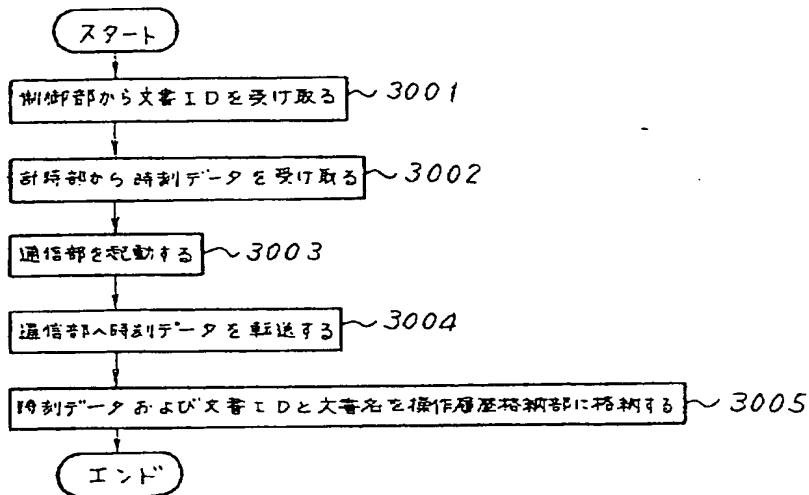 スタート
制御部から文書IDを受け取る 3001
計時部から時刻データを受け取る 3002
通信部を起動する 3003
通信部へ時刻データを転送する 3004
時刻データおよび文書IDと文書名を操作履歴格納部に格納する 3005
エンド